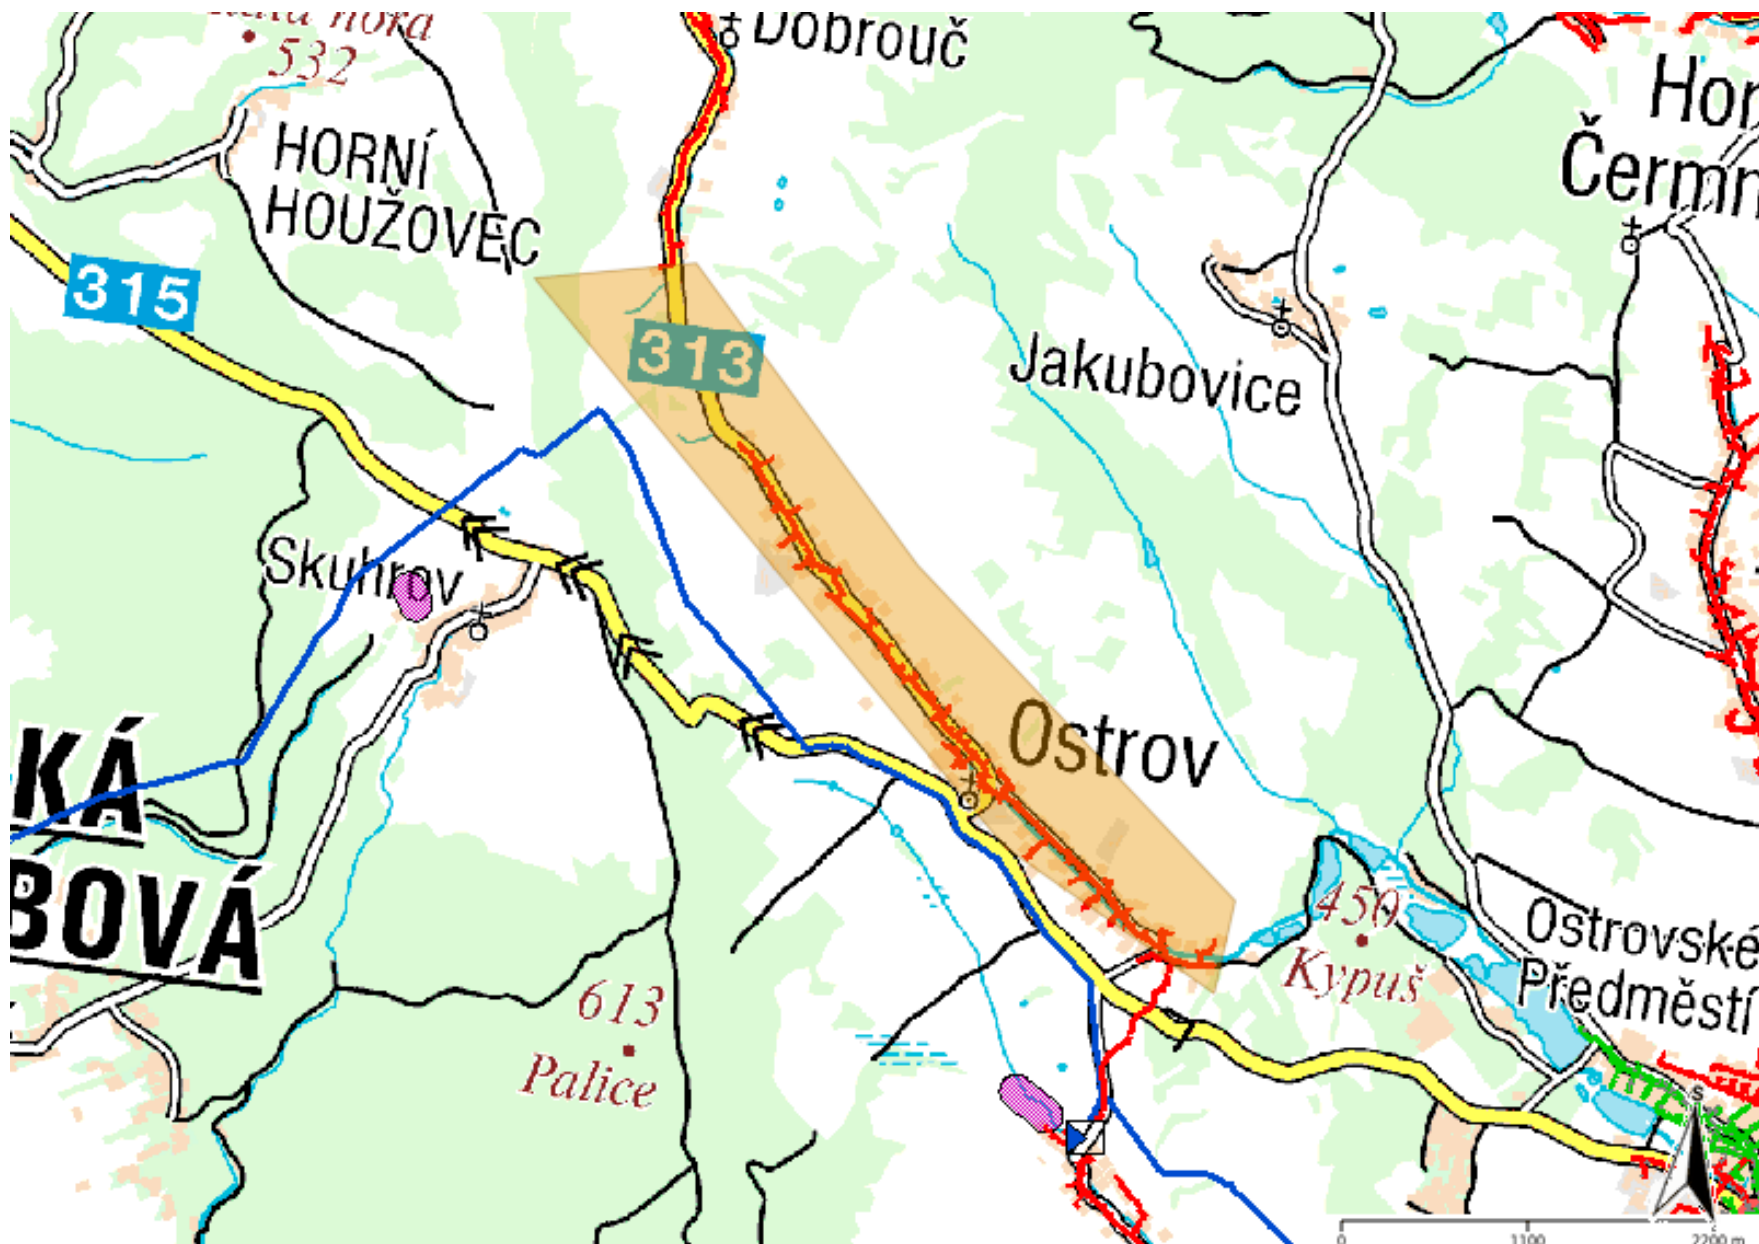 Dobrouč
532
Hor
HORNÍ
HOUŽOVEC
Čermn
315
313
Jakubovice
Skuhrov
Ostrov
KÁ
BOVÁ
450
Kypuš
Ostrovské
Předměstí
613
Palice
S
0 1100 2200 m